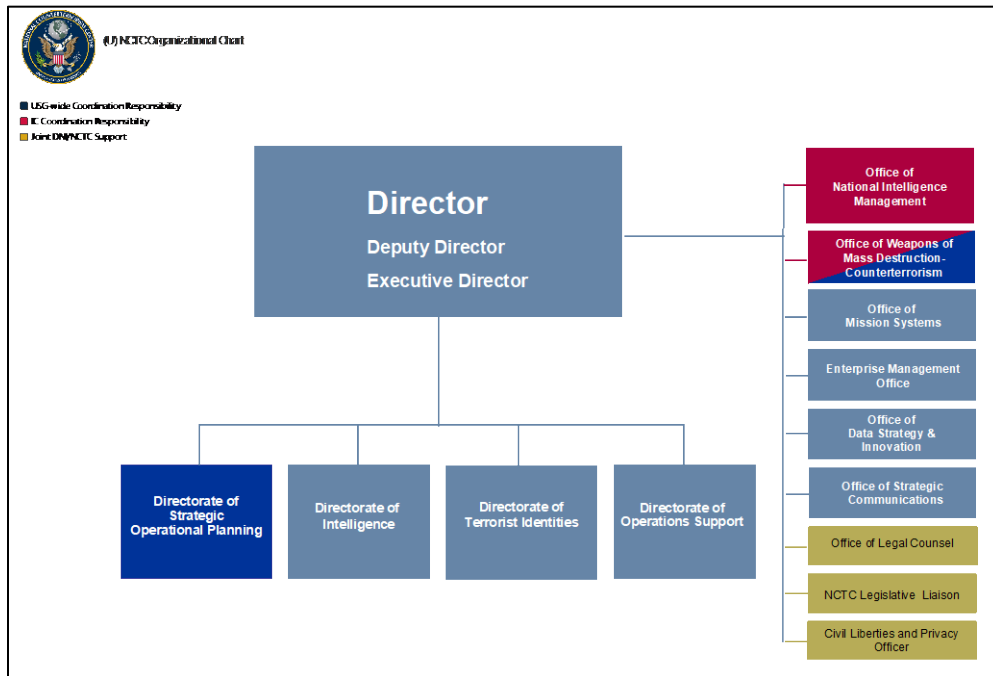 (U) NCTC Organizational Chart
USG-wide Coordination Responsibility
IC Coordination Responsibility
Joint DNI/NCTC Support
Director
Deputy Director
Executive Director
Office of
National Intelligence
Management
Office of Weapons of
Mass Destruction-
Counterterrorism
Office of
Mission Systems
Enterprise Management
Office
Office of
Data Strategy &
Innovation
Office of Strategic
Communications
Office of Legal Counsel
NCTC Legislative Liaison
Civil Liberties and Privacy
Officer
Directorate of
Strategic
Operational Planning
Directorate of
Intelligence
Directorate of
Terrorist Identities
Directorate of
Operations Support